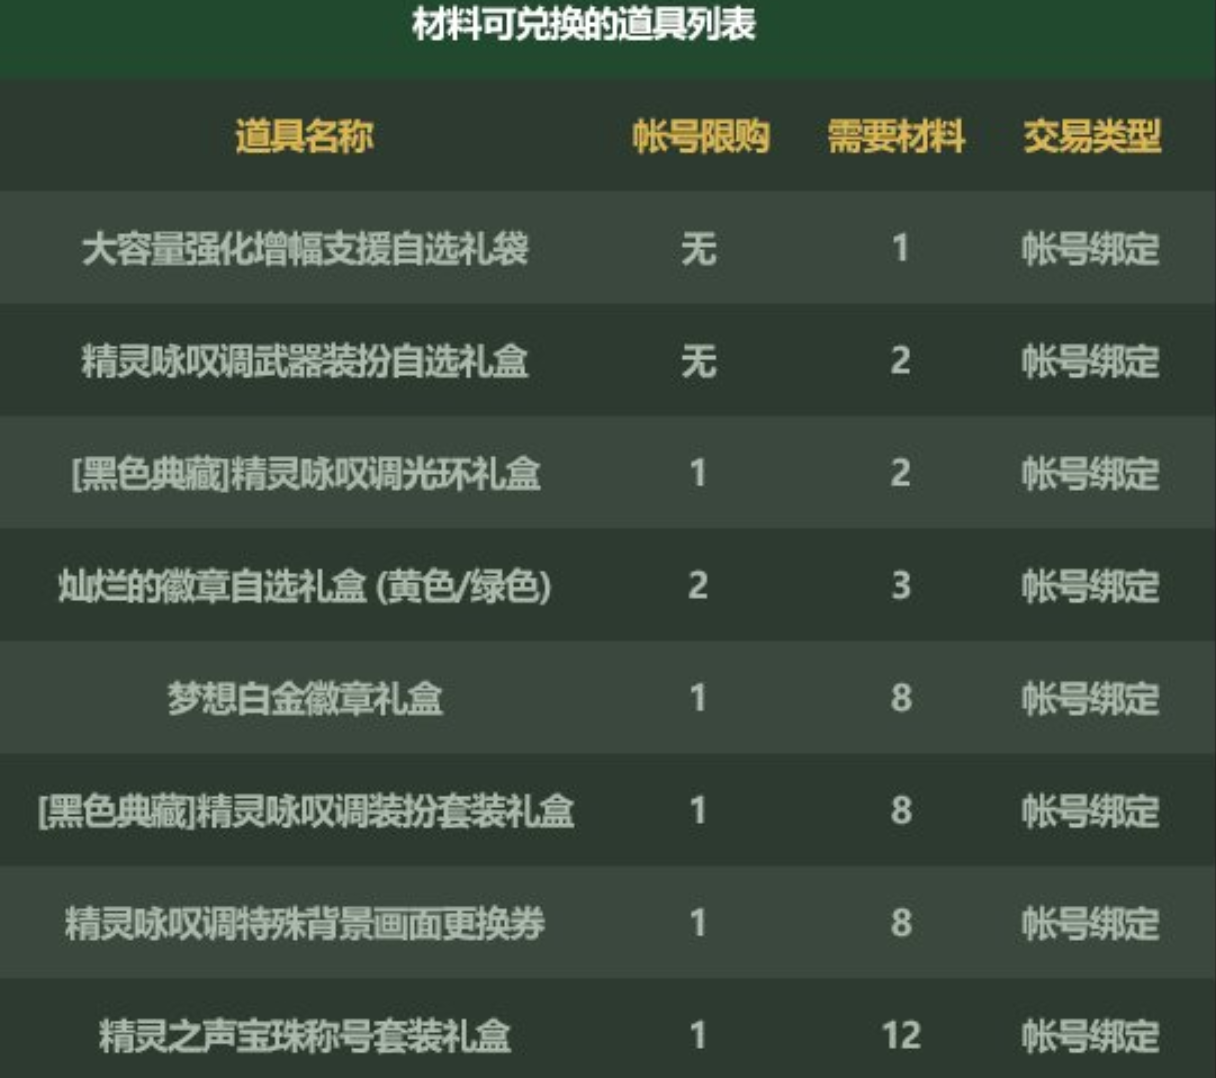 材料可兑换的道具列表
道具名称 帐号限购 需要材料 交易类型
大容量强化增幅支援自选礼袋 无 1 帐号绑定
精灵咏叹调武器装扮自选礼盒 无 2 帐号绑定
[黑色典藏]精灵咏叹调光环礼盒 1 2 帐号绑定
灿烂的徽章自选礼盒 (黄色/绿色) 2 3 帐号绑定
梦想白金徽章礼盒 1 8 帐号绑定
[黑色典藏]精灵咏叹调装扮套装礼盒 1 8 帐号绑定
精灵咏叹调特殊背景画面更换券 1 8 帐号绑定
精灵之声宝珠称号套装礼盒 1 12 帐号绑定